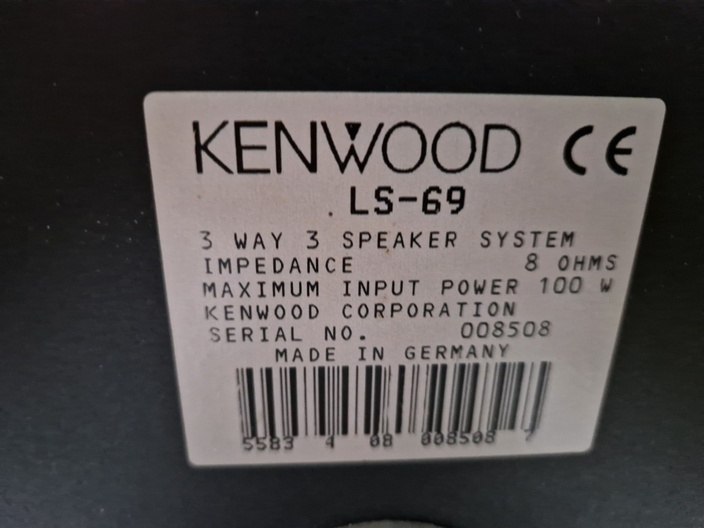 KENWOOD CE
LS-69
3 WAY 3 SPEAKER SYSTEM
IMPEDANCE 8 OHMS
MAXIMUM INPUT POWER 100 W
KENWOOD CORPORATION
SERIAL NO. 008508
MADE IN GERMANY
5583 4 08 008508 7